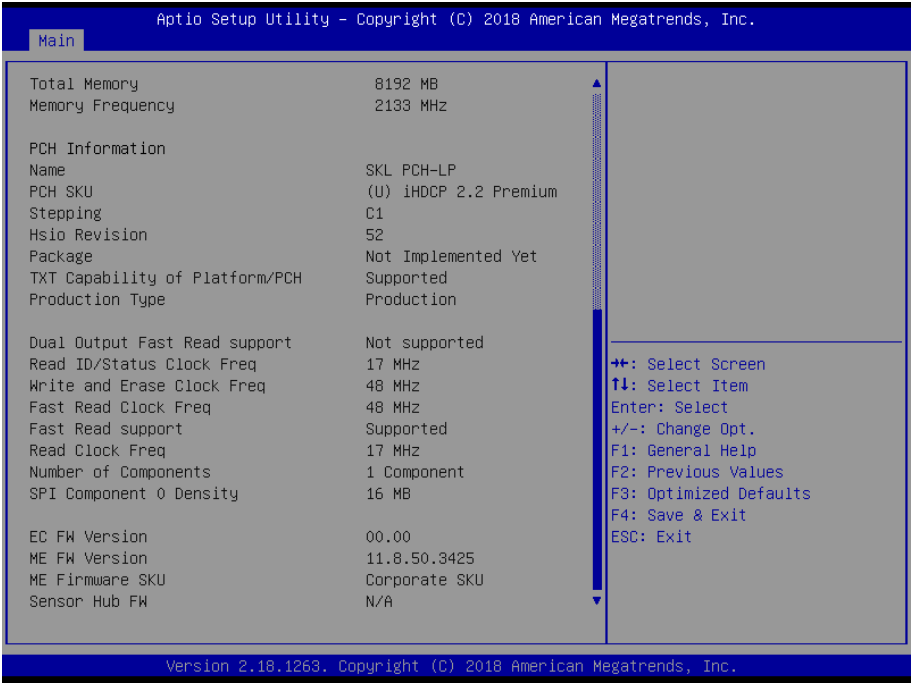 Aptio Setup Utility – Copyright (C) 2018 American Megatrends, Inc.
Main
Total Memory 8192 MB
Memory Frequency 2133 MHz
PCH Information
Name SKL PCH-LP
PCH SKU (U) iHDCP 2.2 Premium
Stepping C1
Hsio Revision 52
Package Not Implemented Yet
TXT Capability of Platform/PCH Supported
Production Type Production
Dual Output Fast Read support Not supported
Read ID/Status Clock Freq 17 MHz
Write and Erase Clock Freq 48 MHz
Fast Read Clock Freq 48 MHz
Fast Read support Supported
Read Clock Freq 17 MHz
Number of Components 1 Component
SPI Component 0 Density 16 MB
EC FW Version 00.00
ME FW Version 11.8.50.3425
ME Firmware SKU Corporate SKU
Sensor Hub FW N/A
→←: Select Screen
↑↓: Select Item
Enter: Select
+/-: Change Opt.
F1: General Help
F2: Previous Values
F3: Optimized Defaults
F4: Save & Exit
ESC: Exit
Version 2.18.1263. Copyright (C) 2018 American Megatrends, Inc.